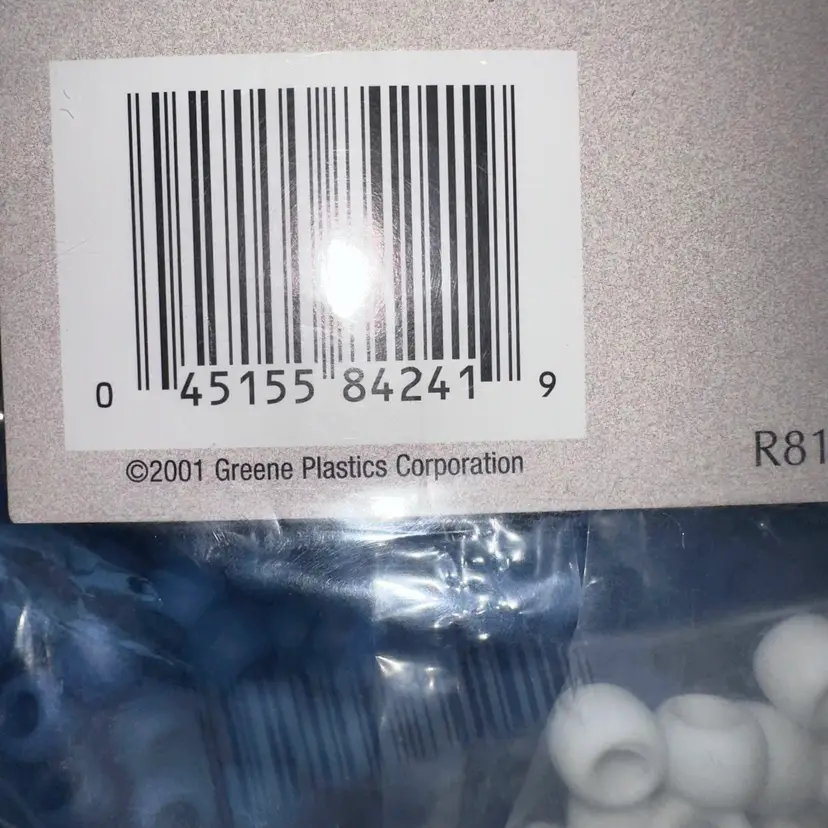 0 45155 84241 9
©2001 Greene Plastics Corporation
R81